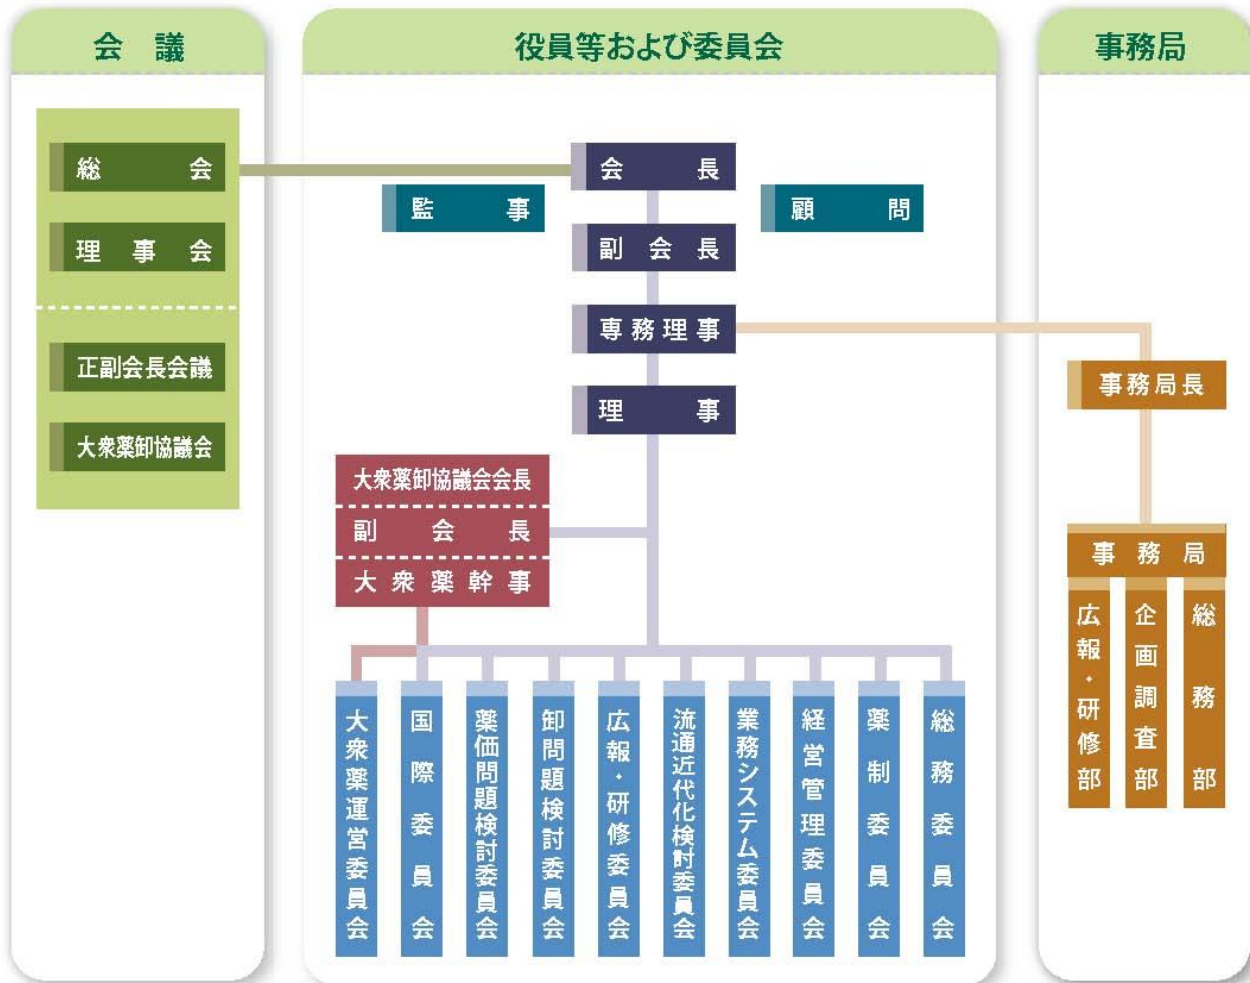 会議
総会
理事会
正副会長会議
大衆薬卸協議会
役員等および委員会
会長
監事
顧問
副会長
専務理事
理事
大衆薬卸協議会会長
副会長
大衆薬幹事
大衆薬運営委員会
国際委員会
薬価問題検討委員会
卸問題検討委員会
広報・研修委員会
流通近代化検討委員会
業務システム委員会
経営管理委員会
薬制委員会
総務委員会
事務局
事務局長
事務局
広報・研修部
企画調査部
総務部